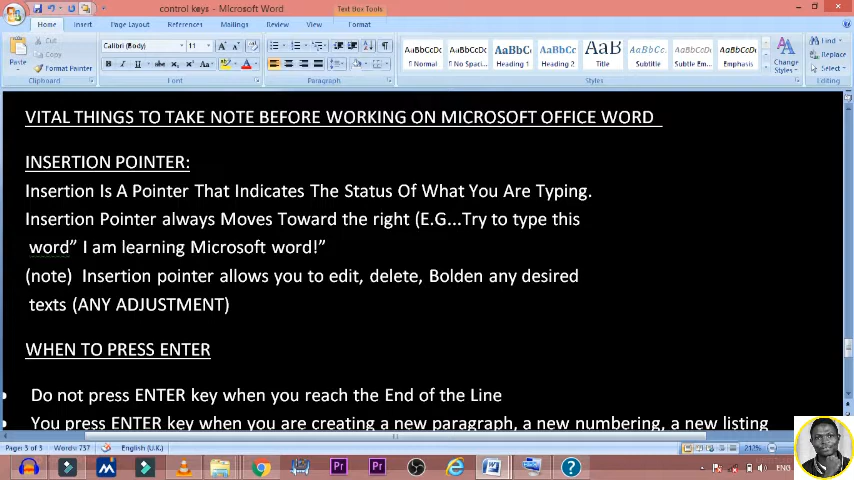 control keys - Microsoft Word
Text Box Tools
Home Insert Page Layout References Mailings Review View Format
Paste
Cut
Copy
Format Painter
Clipboard
Calibri (Body) 11
Font
Paragraph
AaBbCcDc AaBbCcDc AaBbC AaBbCc AaB AaBbCc. AaBbCcDc AaBbCcDc
¶ Normal ¶ No Spaci... Heading 1 Heading 2 Title Subtitle Subtle Em... Emphasis
Change Styles
Styles
Find
Replace
Select
Editing
VITAL THINGS TO TAKE NOTE BEFORE WORKING ON MICROSOFT OFFICE WORD
INSERTION POINTER:
Insertion Is A Pointer That Indicates The Status Of What You Are Typing.
Insertion Pointer always Moves Toward the right (E.G...Try to type this
word” I am learning Microsoft word!”
(note) Insertion pointer allows you to edit, delete, Bolden any desired
texts (ANY ADJUSTMENT)
WHEN TO PRESS ENTER
• Do not press ENTER key when you reach the End of the Line
• You press ENTER key when you are creating a new paragraph, a new numbering, a new listing
Words: 737 English (U.K.)
ENG